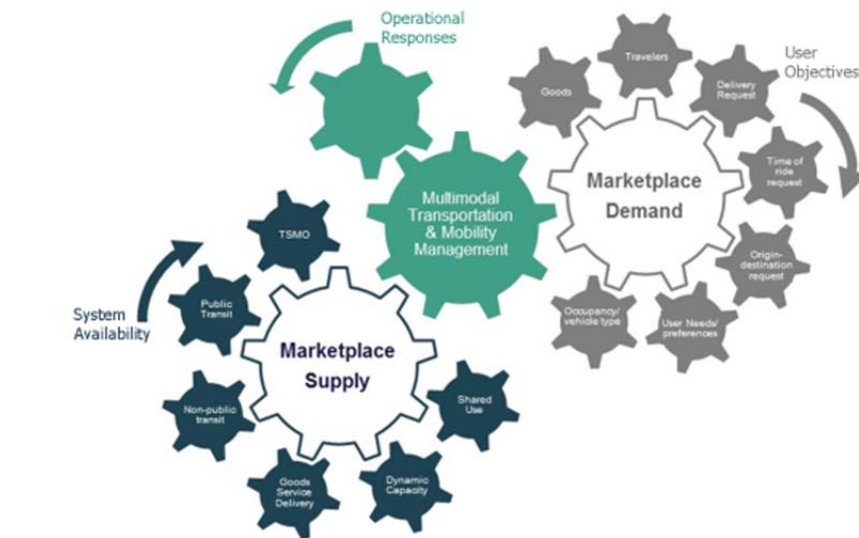 Operational
Responses
User
Objectives
Travelers
Goods
Delivery
Request
Time of
ride
request
Marketplace
Demand
Origin-
destination
request
User Needs/
preferences
Occupancy/
vehicle type
Multimodal
Transportation
& Mobility
Management
System
Availability
TSMO
Public
Transit
Non-public
transit
Goods
Service
Delivery
Dynamic
Capacity
Shared
Use
Marketplace
Supply